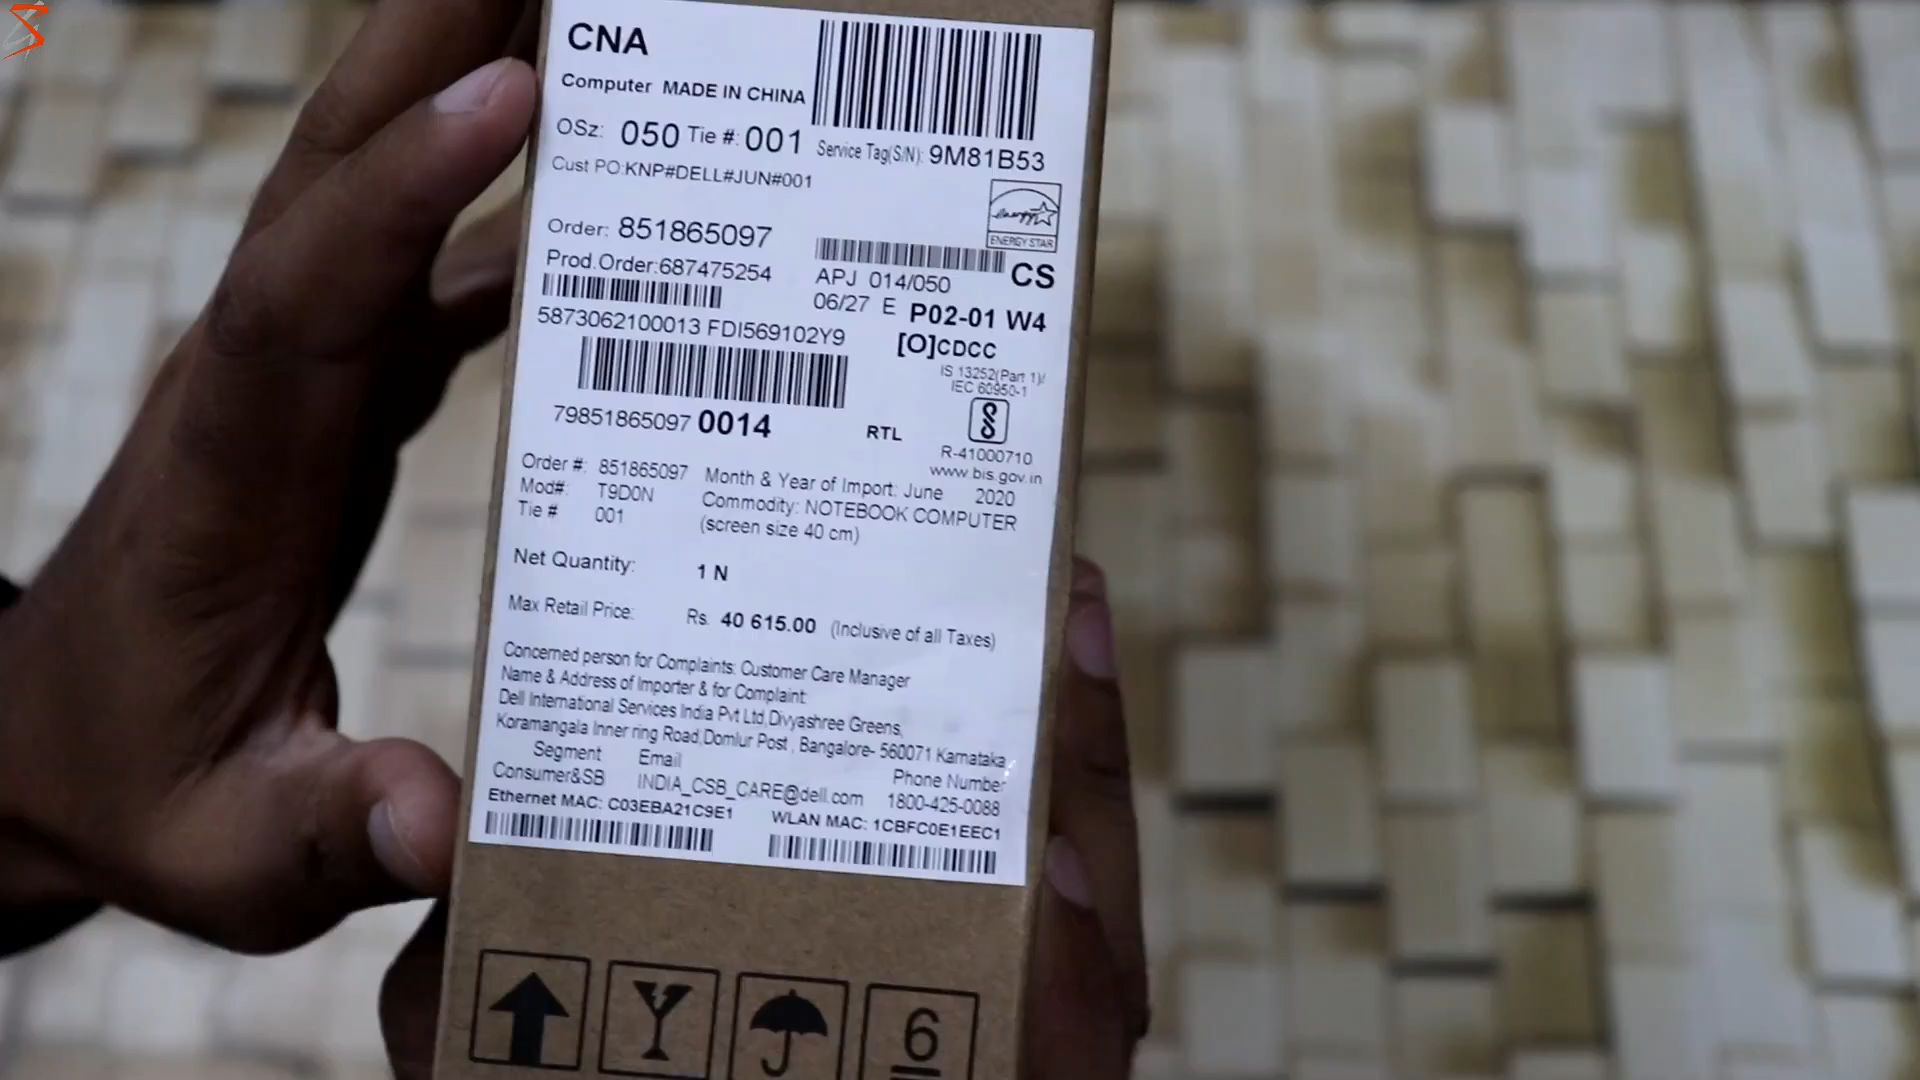 CNA
Computer MADE IN CHINA
OSz: 050 Tie #: 001
Service Tag(S/N): 9M81B53
Cust PO:KNP#DELL#JUN#001
energy
ENERGY STAR
Order: 851865097
Prod.Order:687475254
APJ 014/050 CS
06/27 E P02-01 W4
5873062100013 FDI569102Y9
[O]CDCC
IS 13252(Part 1)/
IEC 60950-1
79851865097 0014
RTL
R-41000710
www.bis.gov.in
Order #: 851865097
Mod#: T9D0N
Tie # 001
Month & Year of Import: June 2020
Commodity: NOTEBOOK COMPUTER
(screen size 40 cm)
Net Quantity: 1 N
Max Retail Price: Rs. 40 615.00 (Inclusive of all Taxes)
Concerned person for Complaints: Customer Care Manager
Name & Address of Importer & for Complaint:
Dell International Services India Pvt Ltd,Divyashree Greens,
Koramangala Inner ring Road,Domlur Post , Bangalore- 560071 Karnataka
Segment Email Phone Number
Consumer&SB INDIA_CSB_CARE@dell.com 1800-425-0088
Ethernet MAC: C03EBA21C9E1 WLAN MAC: 1CBFC0E1EEC1
6